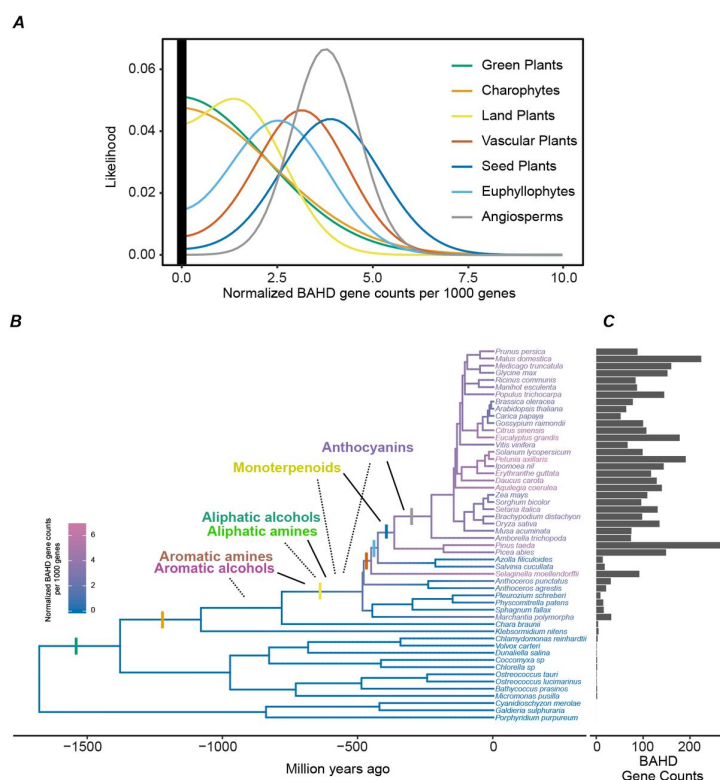 A
Likelihood
0.06
0.04
0.02
0.00
Green Plants
Charophytes
Land Plants
Vascular Plants
Seed Plants
Euphyllophytes
Angiosperms
0.0 2.5 5.0 7.5 10.0
Normalized BAHD gene counts per 1000 genes
B
C
Anthocyanins
Monoterpenoids
Aliphatic alcohols
Aliphatic amines
Aromatic amines
Aromatic alcohols
Normalized BAHD gene counts
per 1000 genes
6
4
2
0
Prunus persica
Malus domestica
Medicago truncatula
Glycine max
Ricinus communis
Manihot esculenta
Populus trichocarpa
Brassica oleracea
Arabidopsis thaliana
Carica papaya
Gossypium raimondii
Citrus sinensis
Eucalyptus grandis
Vitis vinifera
Solanum lycopersicum
Petunia axillaris
Ipomoea nil
Erythranthe guttata
Daucus carota
Aquilegia coerulea
Zea mays
Sorghum bicolor
Setaria italica
Brachypodium distachyon
Oryza sativa
Musa acuminata
Amborella trichopoda
Pinus taeda
Picea abies
Azolla filiculoides
Salvinia cucullata
Selaginella moellendorffii
Anthoceros punctatus
Anthoceros agrestis
Pleurozium schreberi
Physcomitrella patens
Sphagnum fallax
Marchantia polymorpha
Chara braunii
Klebsormidium nitens
Chlamydomonas reinhardtii
Volvox carteri
Dunaliella salina
Coccomyxa sp
Chlorella sp
Ostreococcus tauri
Ostreococcus lucimarinus
Bathycoccus prasinos
Micromonas pusilla
Cyanidioschyzon merolae
Galdieria sulphuraria
Porphyridium purpureum
−1500 −1000 −500 0
Million years ago
0 100 200
BAHD
Gene Counts